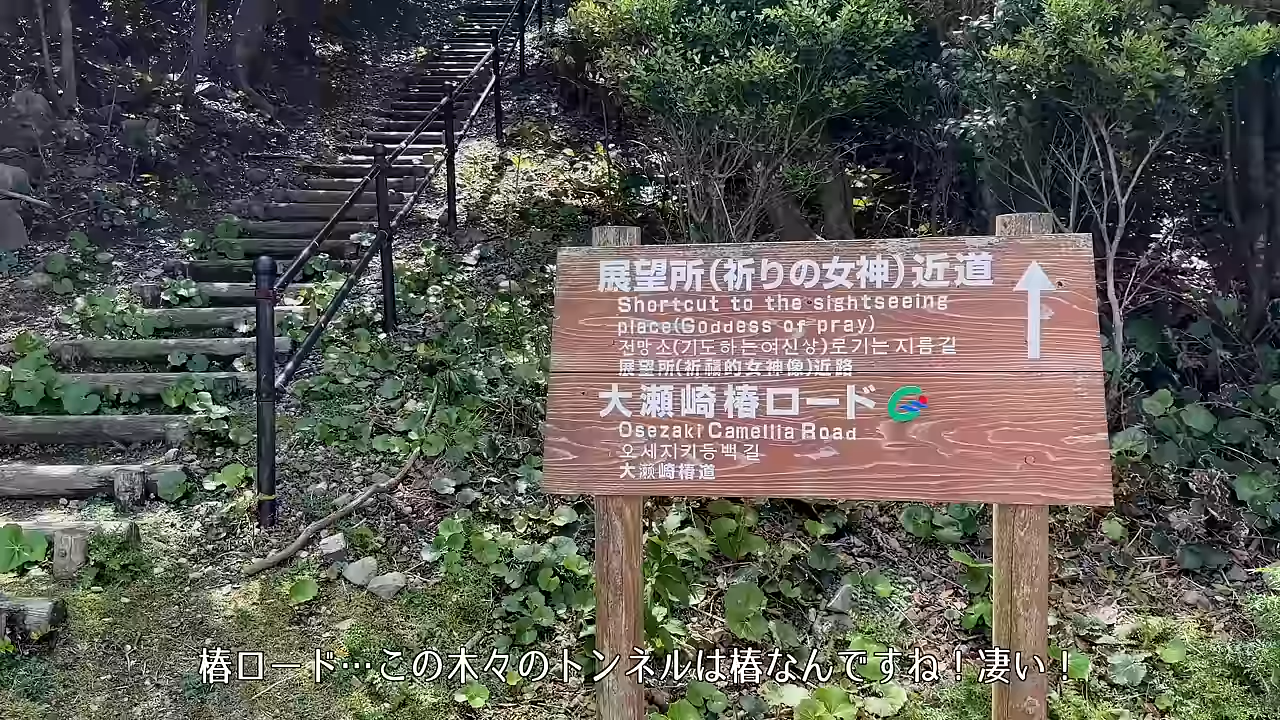 展望所(祈りの女神)近道
Shortcut to the sightseeing
place(Goddess of pray)
전망소(기도하는여신상)로기는지름길
展望所(祈祷的女神像)近路
大瀬崎椿ロード
Osezaki Camellia Road
오세지키등백길
大濑崎椿道
椿ロード…この木々のトンネルは椿なんですね！凄い！